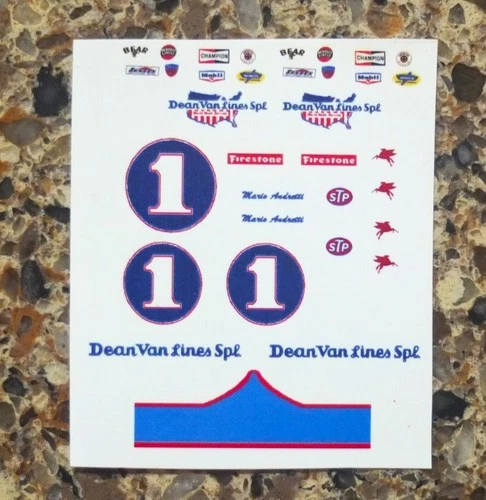 BEAR CHAMPION BEAR CHAMPION
Mobil Mobil
Dean Van Lines Spl Dean Van Lines Spl
1 Firestone Firestone
Mario Andretti STP
Mario Andretti
STP
1 1
Dean Van Lines Spl Dean Van Lines Spl